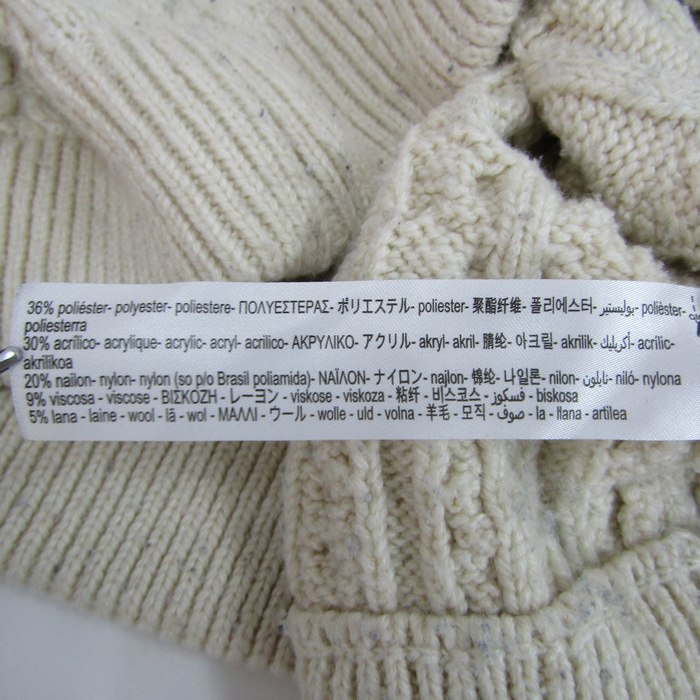 36% poliéster- polyester- poliestere- ΠΟΛΥΕΣΤΕΡΑΣ- ポリエステル- poliester- 聚酯纤维- 폴리에스터- بوليستير- polièster-
poliesterra
30% acrílico- acrylique- acrylic- acryl- acrilico- ΑΚΡΥΛΙΚΟ- アクリル- akryl- akril- 腈纶- 아크릴- akrilik- أكريليك- acrílic-
akrilikoa
20% nailon- nylon- nylon (so p/o Brasil poliamida)- ΝΑΪΛΟΝ- ナイロン- najlon- 锦纶- 나일론- nilon- نايلون- niló- nylona
9% viscosa - viscose - ΒΙΣΚΟΖΗ - レーヨン - viskose - viskoza - 粘纤 - 비스코스 - فسكوز - biskosa
5% lana - laine - wool - lã - wol - ΜΑΛΛΙ - ウール - wolle - uld - volna - 羊毛 - 모직 - صوف - la - llana - artilea